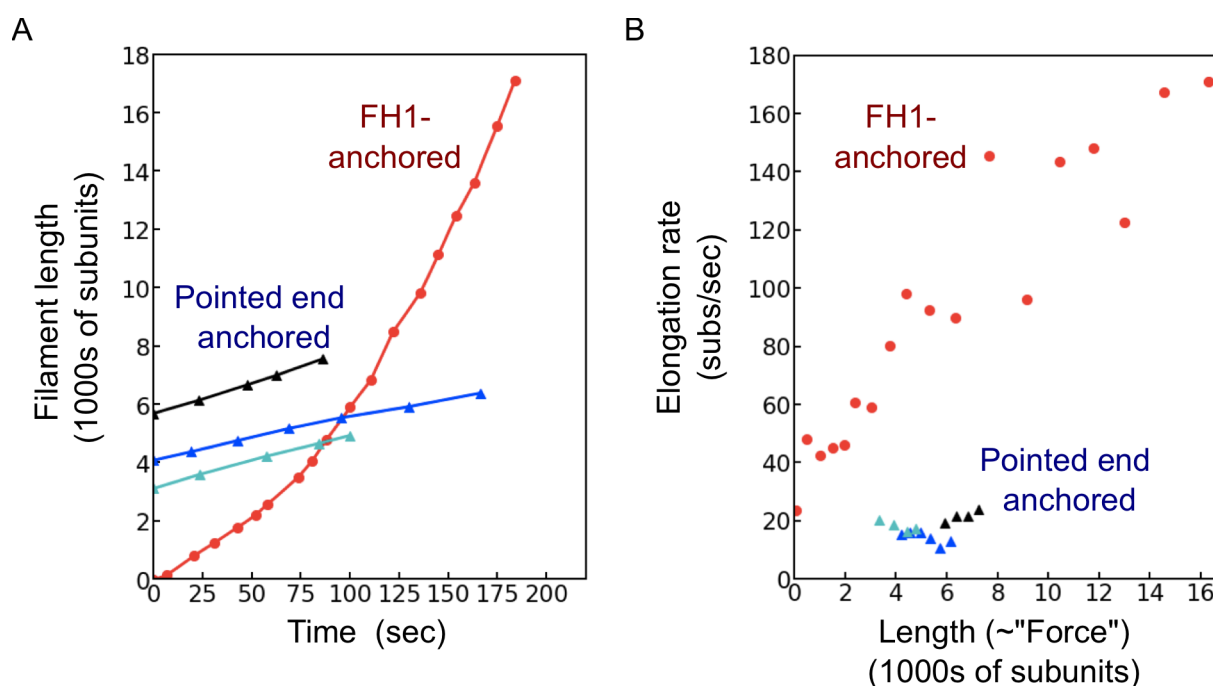 A
Filament length
(1000s of subunits)
18
16
14
12
10
8
6
4
2
0
FH1-
anchored
Pointed end
anchored
0 25 50 75 100 125 150 175 200
Time (sec)
B
Elongation rate
(subs/sec)
180
160
140
120
100
80
60
40
20
0
FH1-
anchored
Pointed end
anchored
0 2 4 6 8 10 12 14 16
Length (~"Force")
(1000s of subunits)